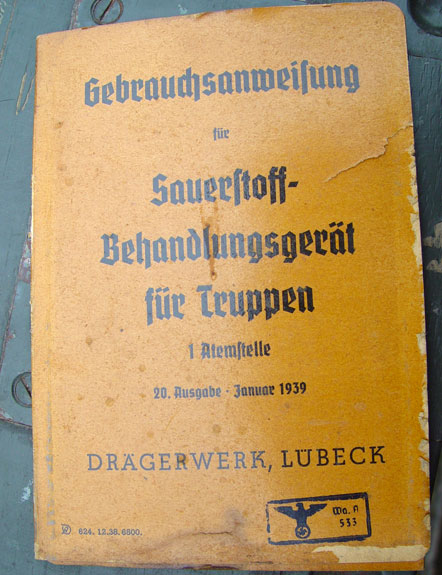 Gebrauchsanweisung
für
Sauerstoff-
Behandlungsgerät
für Truppen
1 Atemstelle
20. Ausgabe · Januar 1939
DRÄGERWERK, LÜBECK
624. 12.38. 6800.
Wa. A
533